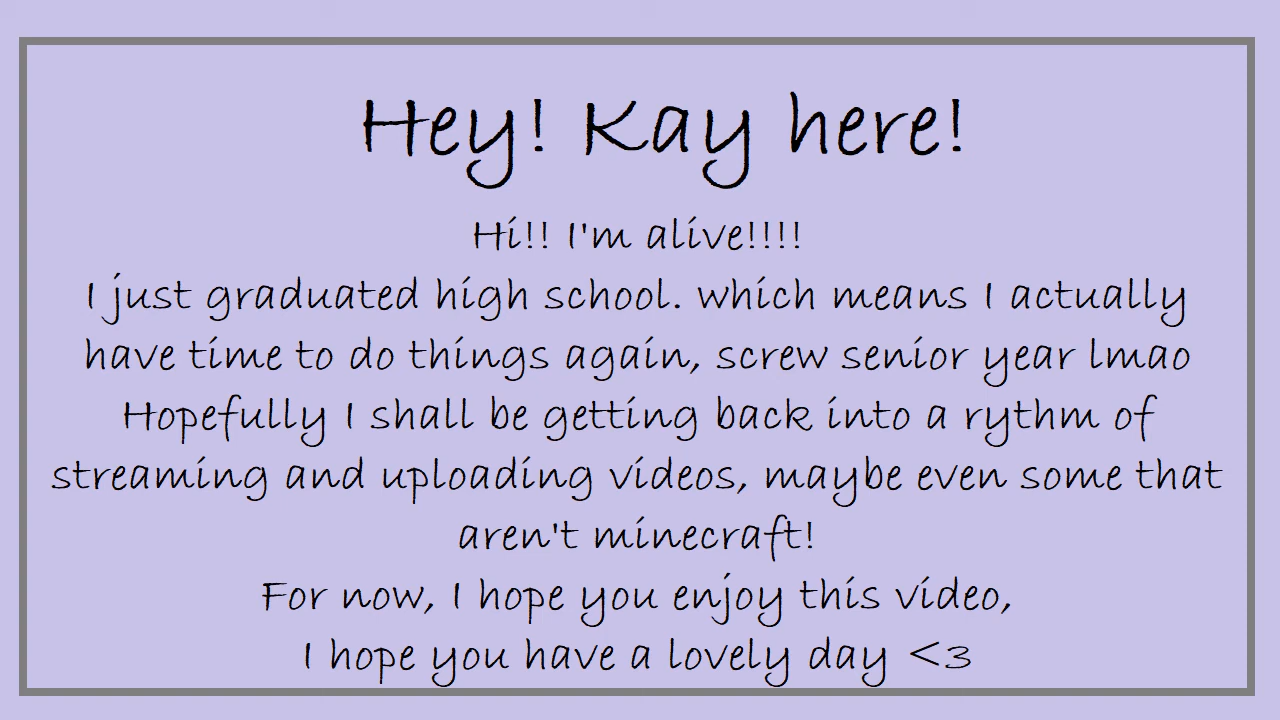 Hey! Kay here!
Hi!! I'm alive!!!!
I just graduated high school. which means I actually
have time to do things again, screw senior year lmao
Hopefully I shall be getting back into a rythm of
streaming and uploading videos, maybe even some that
aren't minecraft!
For now, I hope you enjoy this video,
I hope you have a lovely day <3